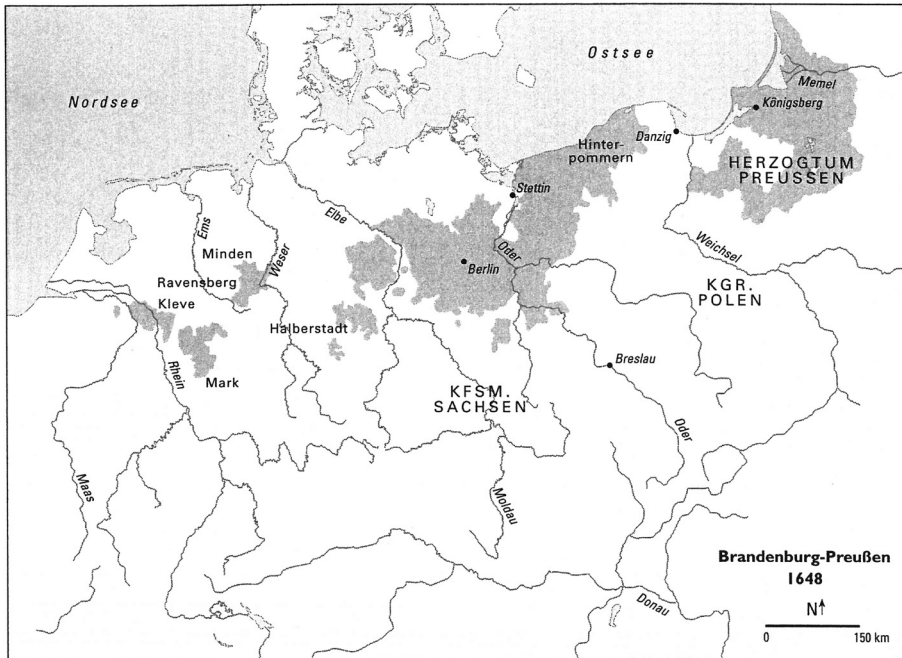 Ostsee
Nordsee
Memel
Königsberg
Danzig
Hinter-
pommern
HERZOGTUM
PREUSSEN
Stettin
Elbe
Ems
Weser
Minden
Oder
Weichsel
Berlin
Ravensberg
KGR.
POLEN
Kleve
Halberstadt
Rhein
Breslau
Mark
KFSM.
SACHSEN
Oder
Maas
Moldau
Brandenburg-Preußen
1648
N
Donau
0 150 km